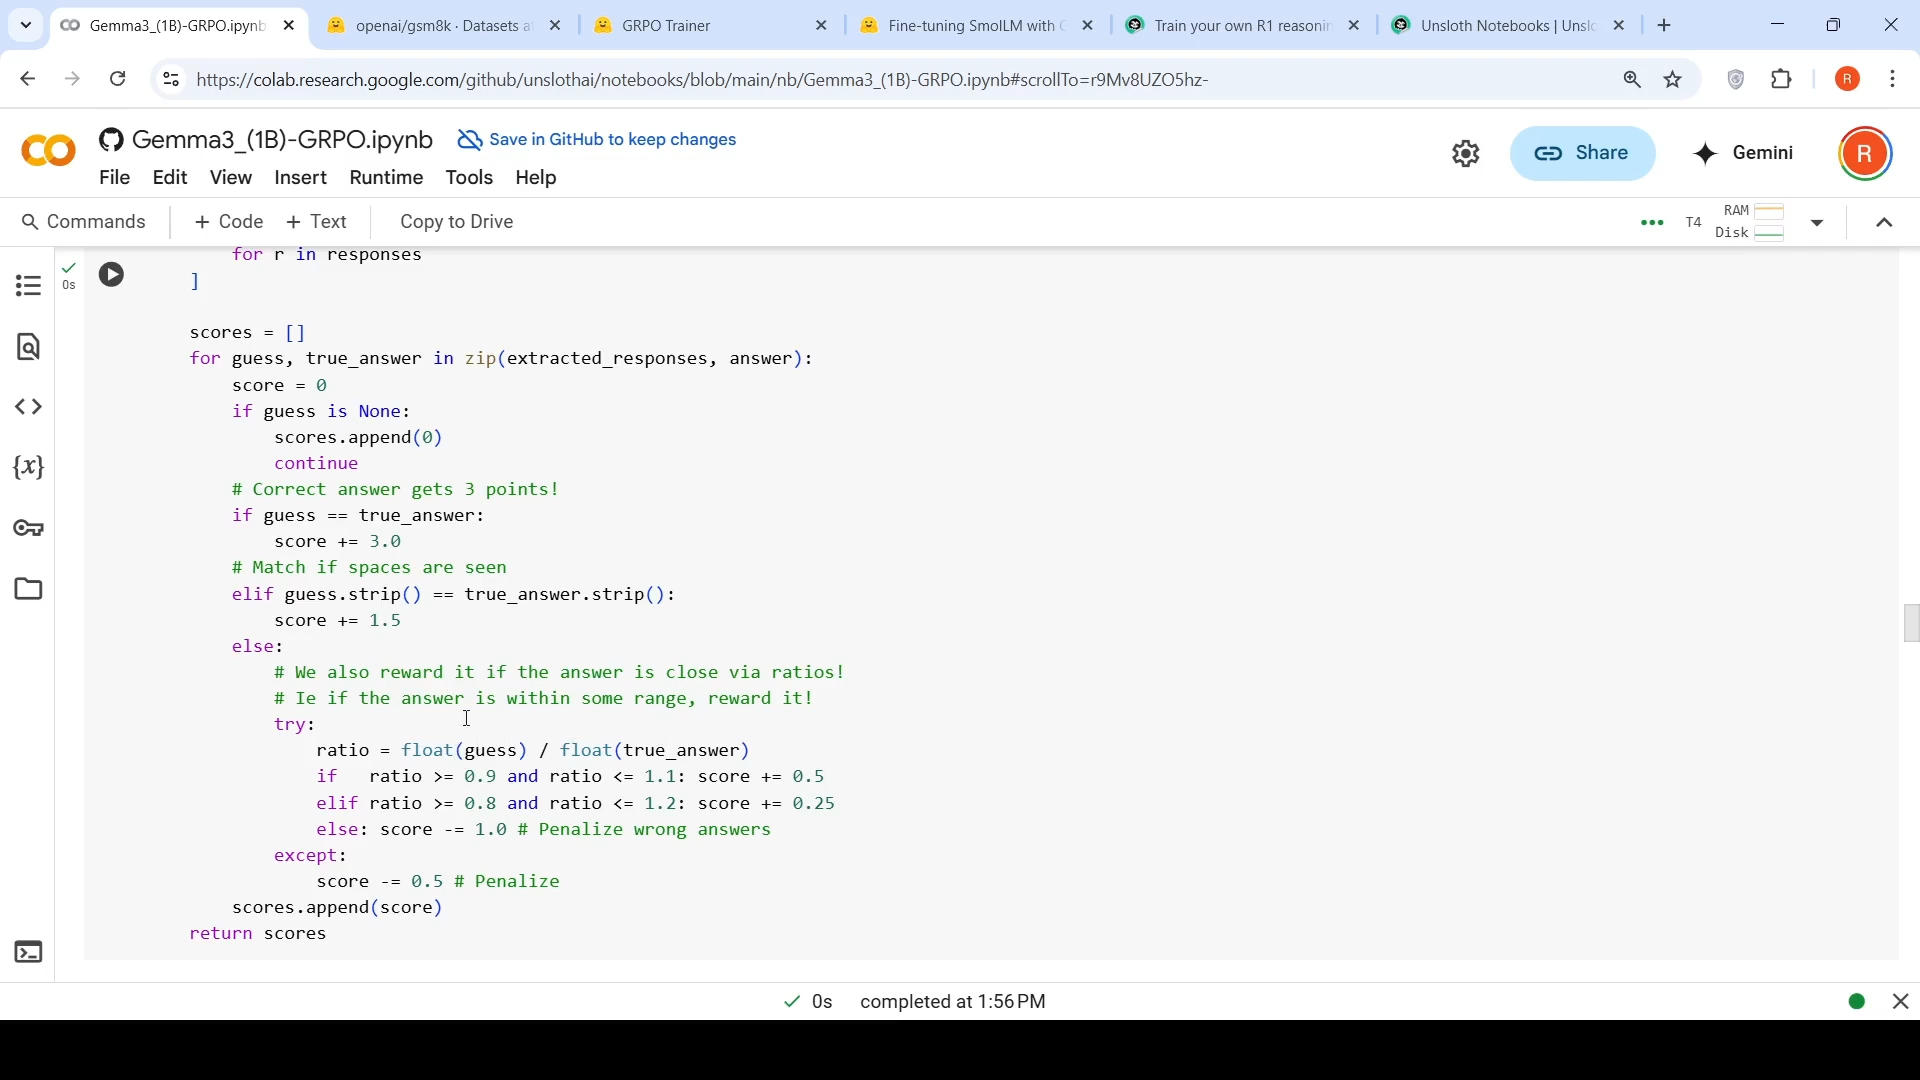 Gemma3_(1B)-GRPO.ipynb
openai/gsm8k · Datasets a
GRPO Trainer
Fine-tuning SmolLM with
Train your own R1 reasonin
Unsloth Notebooks | Unslo
https://colab.research.google.com/github/unslothai/notebooks/blob/main/nb/Gemma3_(1B)-GRPO.ipynb#scrollTo=r9Mv8UZO5hz-
R
Gemma3_(1B)-GRPO.ipynb
Save in GitHub to keep changes
File Edit View Insert Runtime Tools Help
Share
Gemini
R
Commands
+ Code
+ Text
Copy to Drive
T4
RAM
Disk
0s
for r in responses
]
scores = []
for guess, true_answer in zip(extracted_responses, answer):
score = 0
if guess is None:
scores.append(0)
continue
# Correct answer gets 3 points!
if guess == true_answer:
score += 3.0
# Match if spaces are seen
elif guess.strip() == true_answer.strip():
score += 1.5
else:
# We also reward it if the answer is close via ratios!
# Ie if the answer is within some range, reward it!
try:
ratio = float(guess) / float(true_answer)
if   ratio >= 0.9 and ratio <= 1.1: score += 0.5
elif ratio >= 0.8 and ratio <= 1.2: score += 0.25
else: score -= 1.0 # Penalize wrong answers
except:
score -= 0.5 # Penalize
scores.append(score)
return scores
0s completed at 1:56 PM